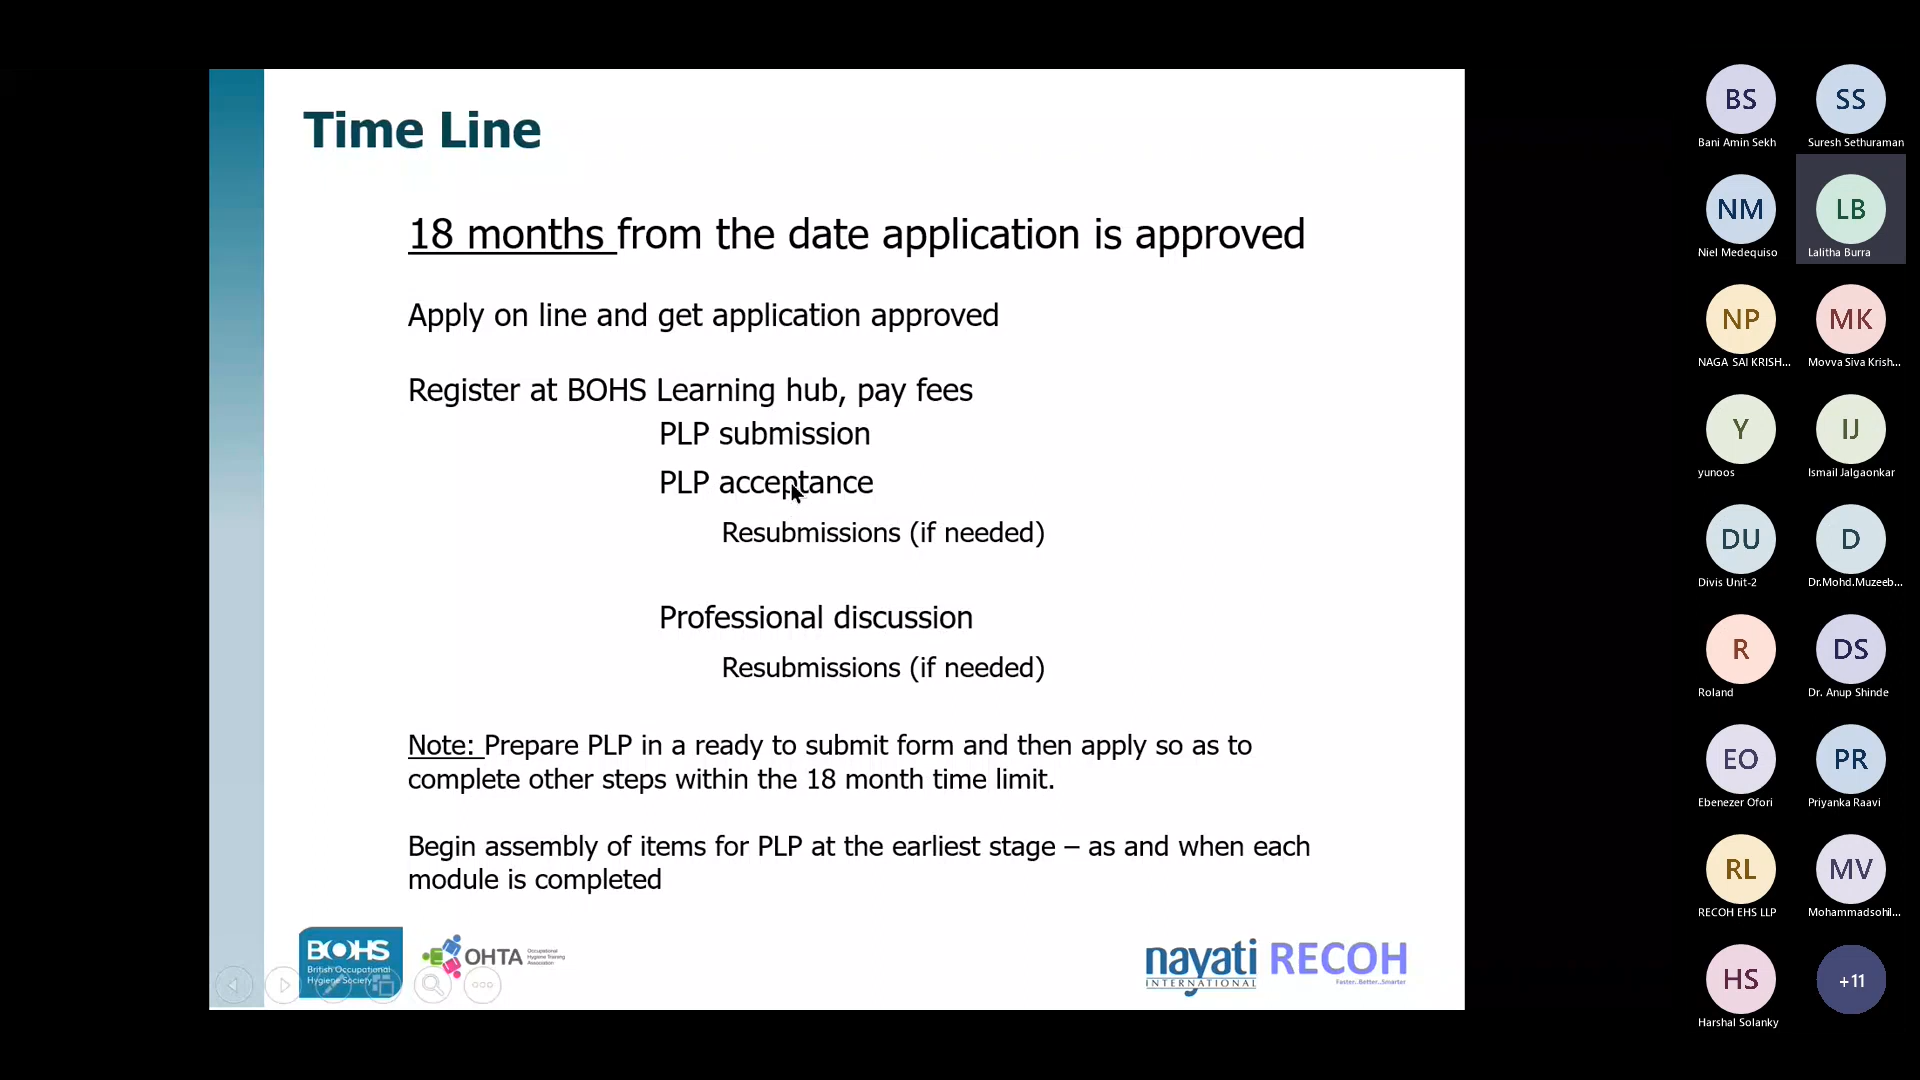 Time Line
18 months from the date application is approved
Apply on line and get application approved
Register at BOHS Learning hub, pay fees
PLP submission
PLP acceptance
Resubmissions (if needed)
Professional discussion
Resubmissions (if needed)
Note: Prepare PLP in a ready to submit form and then apply so as to
complete other steps within the 18 month time limit.
Begin assembly of items for PLP at the earliest stage – as and when each
module is completed
BOHS
British Occupational
Hygiene Society
OHTA
Occupational
Hygiene Training
Association
nayati
INTERNATIONAL
RECOH
Faster..Better..Smarter
BS
Bani Amin Sekh
SS
Suresh Sethuraman
NM
Niel Medequiso
LB
Lalitha Burra
NP
NAGA SAI KRISH...
MK
Movva Siva Krish...
Y
yunoos
IJ
Ismail Jalgaonkar
DU
Divis Unit-2
D
Dr.Mohd.Muzeeb...
R
Roland
DS
Dr. Anup Shinde
EO
Ebenezer Ofori
PR
Priyanka Raavi
RL
RECOH EHS LLP
MV
Mohammadsohil...
HS
Harshal Solanky
+11